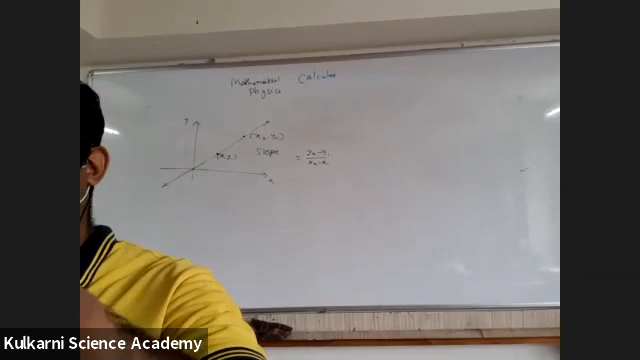 Mathematical Calculus
Physics
y
(x₂, y₂)
x₁, y₁
Slope = y₂-y₁ / x₂-x₁
x
Kulkarni Science Academy